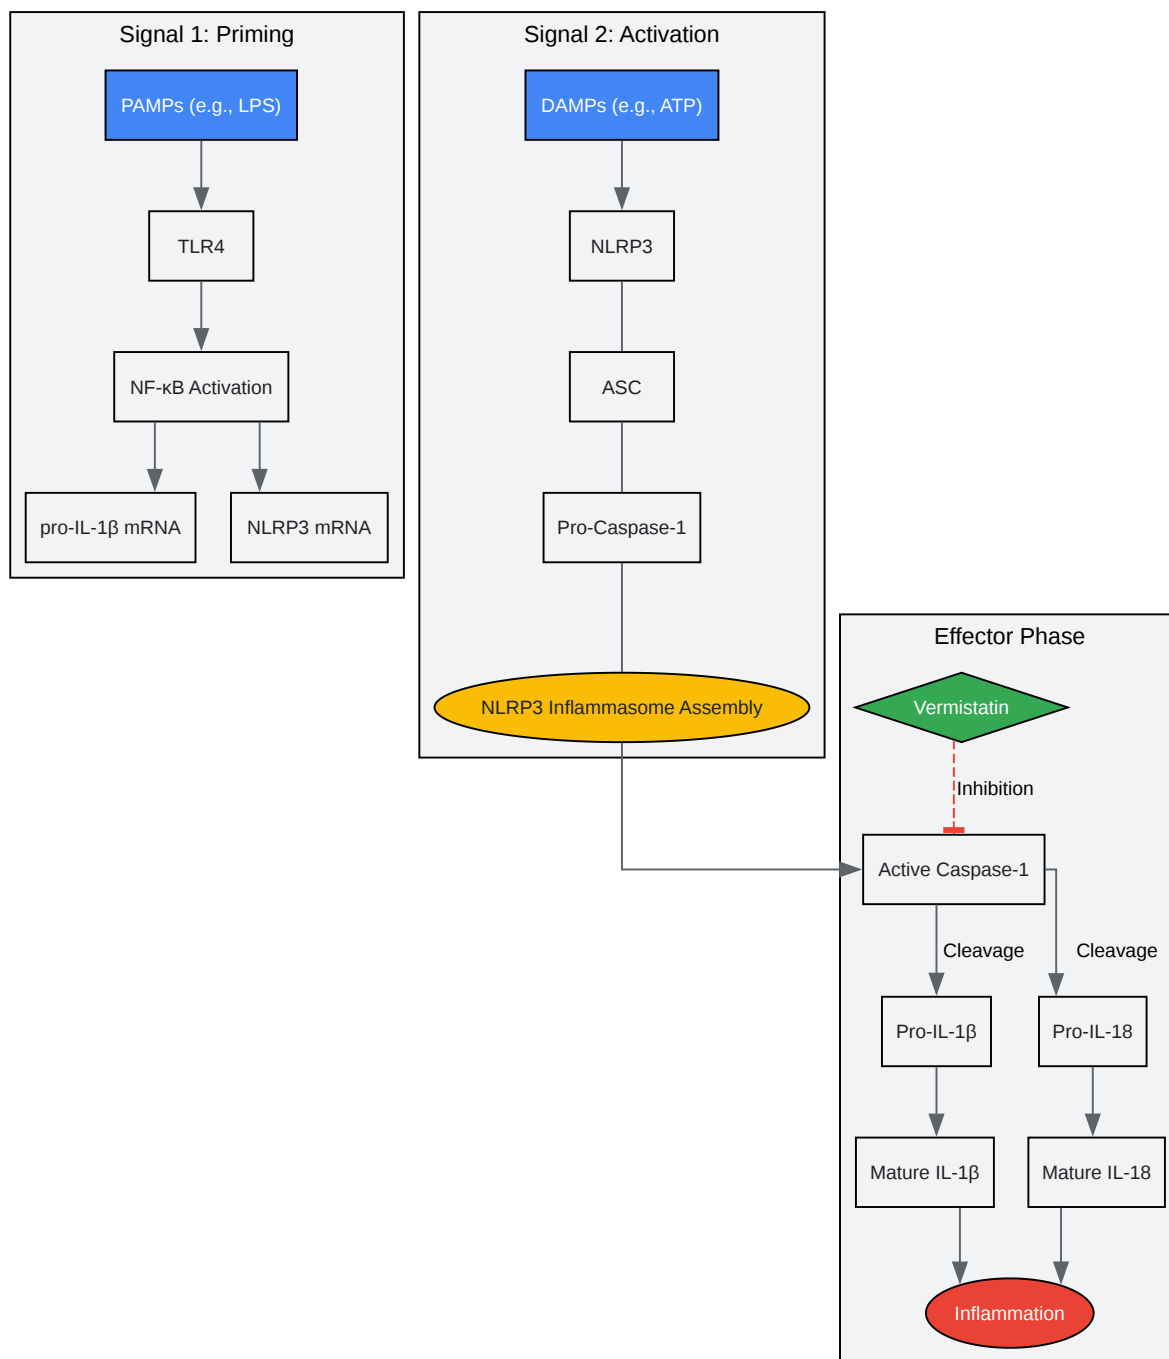 Signal 1: Priming
PAMPs (e.g., LPS)
TLR4
NF-κB Activation
pro-IL-1β mRNA
NLRP3 mRNA
Signal 2: Activation
DAMPs (e.g., ATP)
NLRP3
ASC
Pro-Caspase-1
NLRP3 Inflammasome Assembly
Effector Phase
Vermistatin
Inhibition
Active Caspase-1
Cleavage
Cleavage
Pro-IL-1β
Pro-IL-18
Mature IL-1β
Mature IL-18
Inflammation